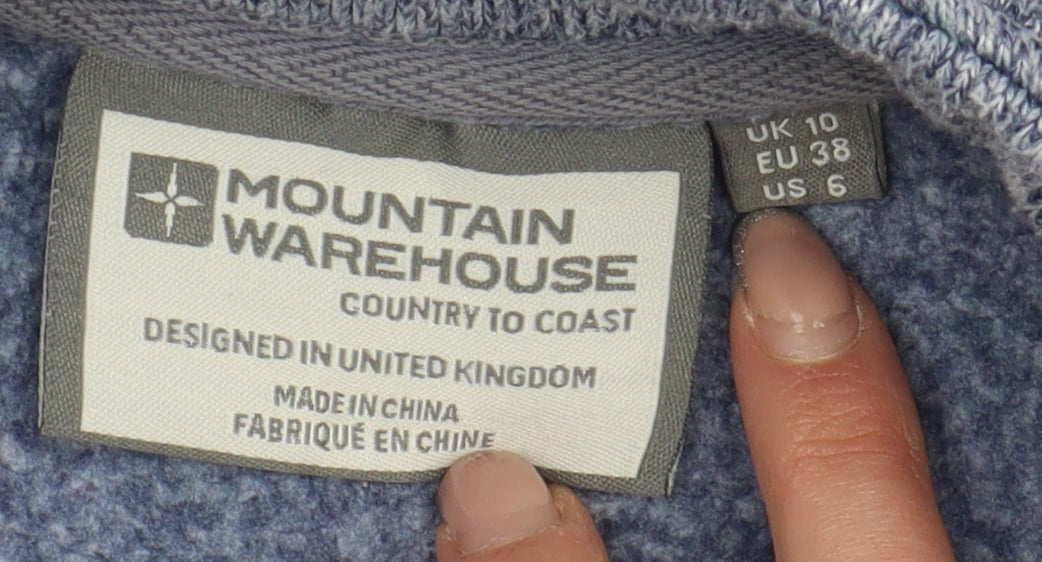 MOUNTAIN
WAREHOUSE
COUNTRY TO COAST
DESIGNED IN UNITED KINGDOM
MADE IN CHINA
FABRIQUÉ EN CHINE
UK 10
EU 38
US 6